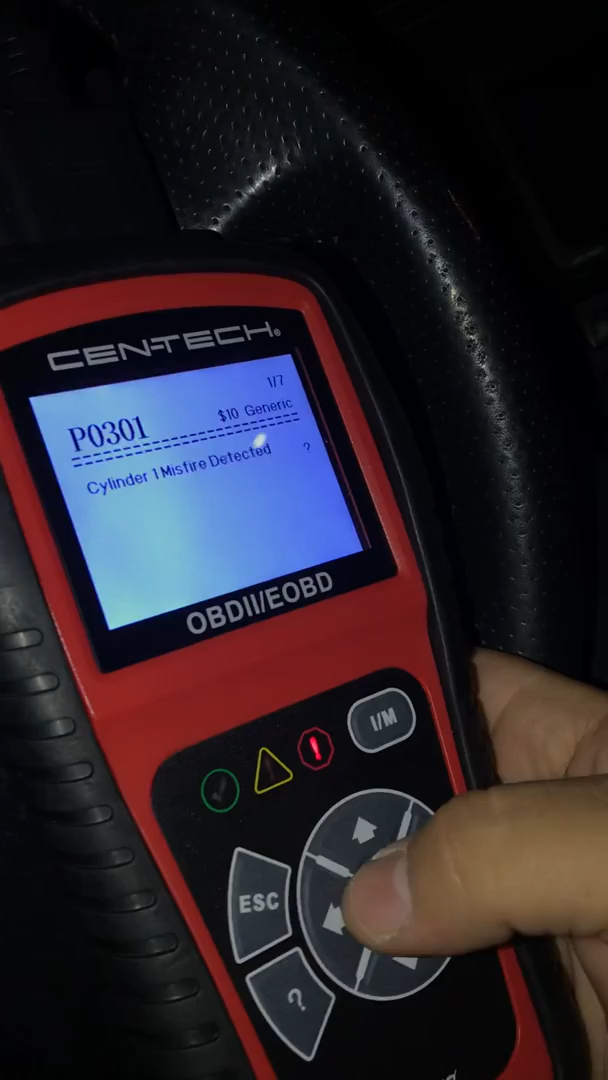 CEN-TECH®
1/7
P0301
$10 Generic
Cylinder 1 Misfire Detected ?
OBDII/EOBD
I/M
ESC
?